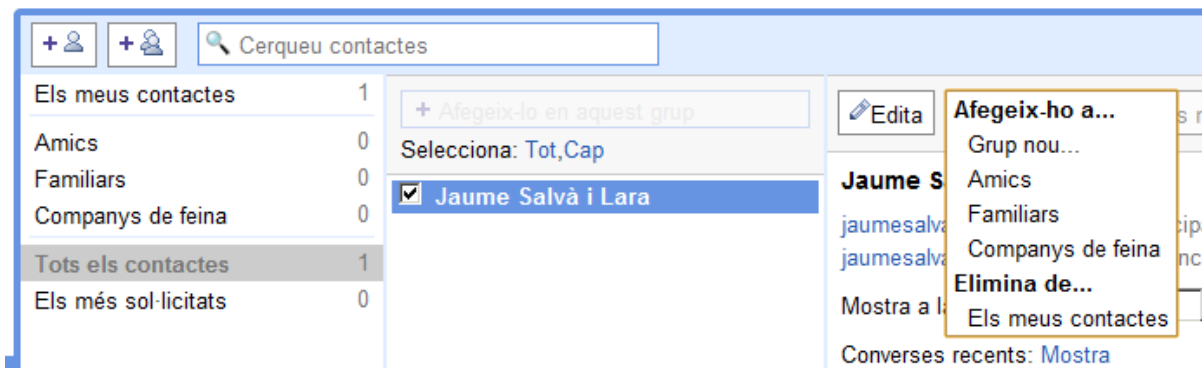 Cerqueu contactes
Els meus contactes 1
Amics 0
Familiars 0
Companys de feina 0
Tots els contactes 1
Els més sol·licitats 0
+ Afegeix-lo en aquest grup
Selecciona: Tot,Cap
Jaume Salvà i Lara
Edita
Jaume S
jaumesalv
jaumesalv
Mostra a l
Converses recents: Mostra
Afegeix-ho a...
Grup nou...
Amics
Familiars
Companys de feina
Elimina de...
Els meus contactes